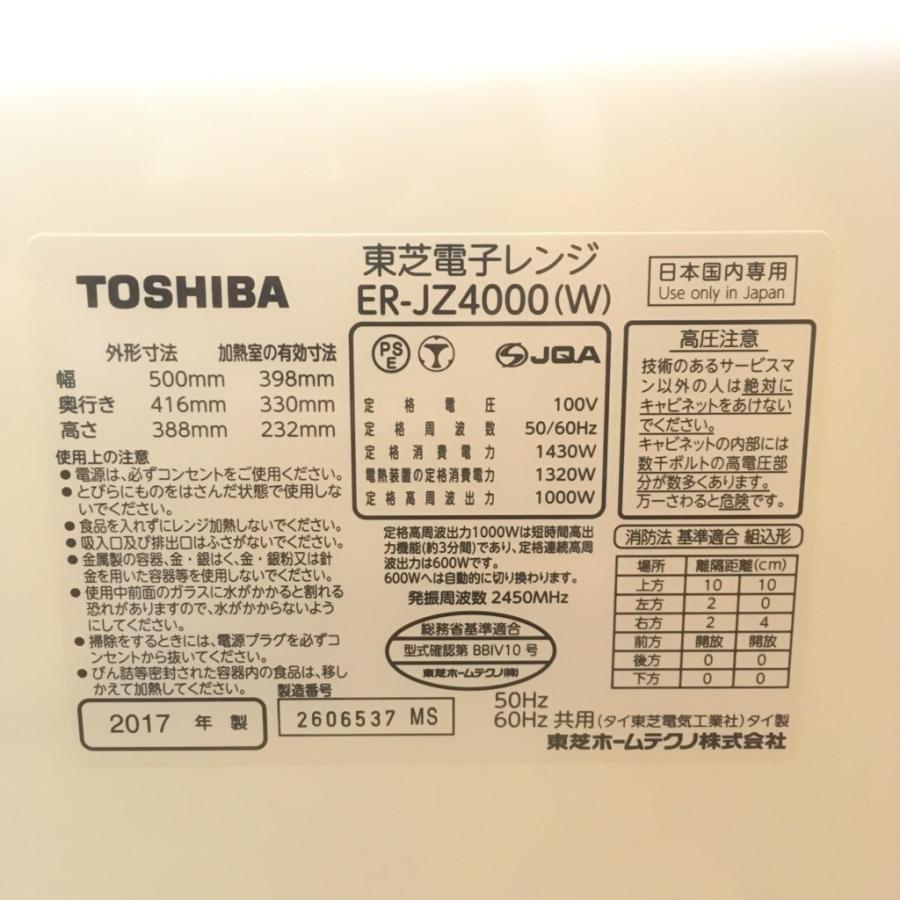 TOSHIBA
東芝電子レンジ
ER-JZ4000(W)
日本国内専用
Use only in Japan
外形寸法 加熱室の有効寸法
幅 500mm 398mm
奥行き 416mm 330mm
高さ 388mm 232mm
使用上の注意
●電源は、必ずコンセントをご使用ください。
●とびらにものをはさんだ状態で使用しな
いでください。
●食品を入れずにレンジ加熱しないでください。
●吸入口及び排出口はふさがないでください。
●金属製の容器、金・銀はく、金・銀粉又は針
金を用いた容器等を使用しないでください。
●使用中前面のガラスに水がかかると割れる
恐れがありますので、水がかからないよう
にしてください。
●掃除をするときには、電源プラグを必ずコ
ンセントから抜いてください。
●びん詰等密封された容器内の食品は、移し
かえて加熱してください。
2017 年 製
製造番号
2606537 MS
PS
E
JQA
定格電圧 100V
定格周波数 50/60Hz
定格消費電力 1430W
電熱装置の定格消費電力 1320W
定格高周波出力 1000W
定格高周波出力1000Wは短時間高出
力機能(約3分間)であり、定格連続高周
波出力は600Wです。
600Wへは自動的に切り換わります。
発振周波数 2450MHz
総務省基準適合
型式確認第 BBIV10 号
東芝ホームテクノ(株)
高圧注意
技術のあるサービスマ
ン以外の人は絶対に
キャビネットをあけない
でください。
キャビネットの内部には
数千ボルトの高電圧部
分が数多くあります。
万一さわると危険です。
消防法 基準適合 組込形
場所 離隔距離(cm)
上方 10 10
左方 2 0
右方 2 4
前方 開放 開放
後方 0 0
下方 0 0
50Hz
60Hz 共用 (タイ東芝電気工業社)タイ製
東芝ホームテクノ株式会社